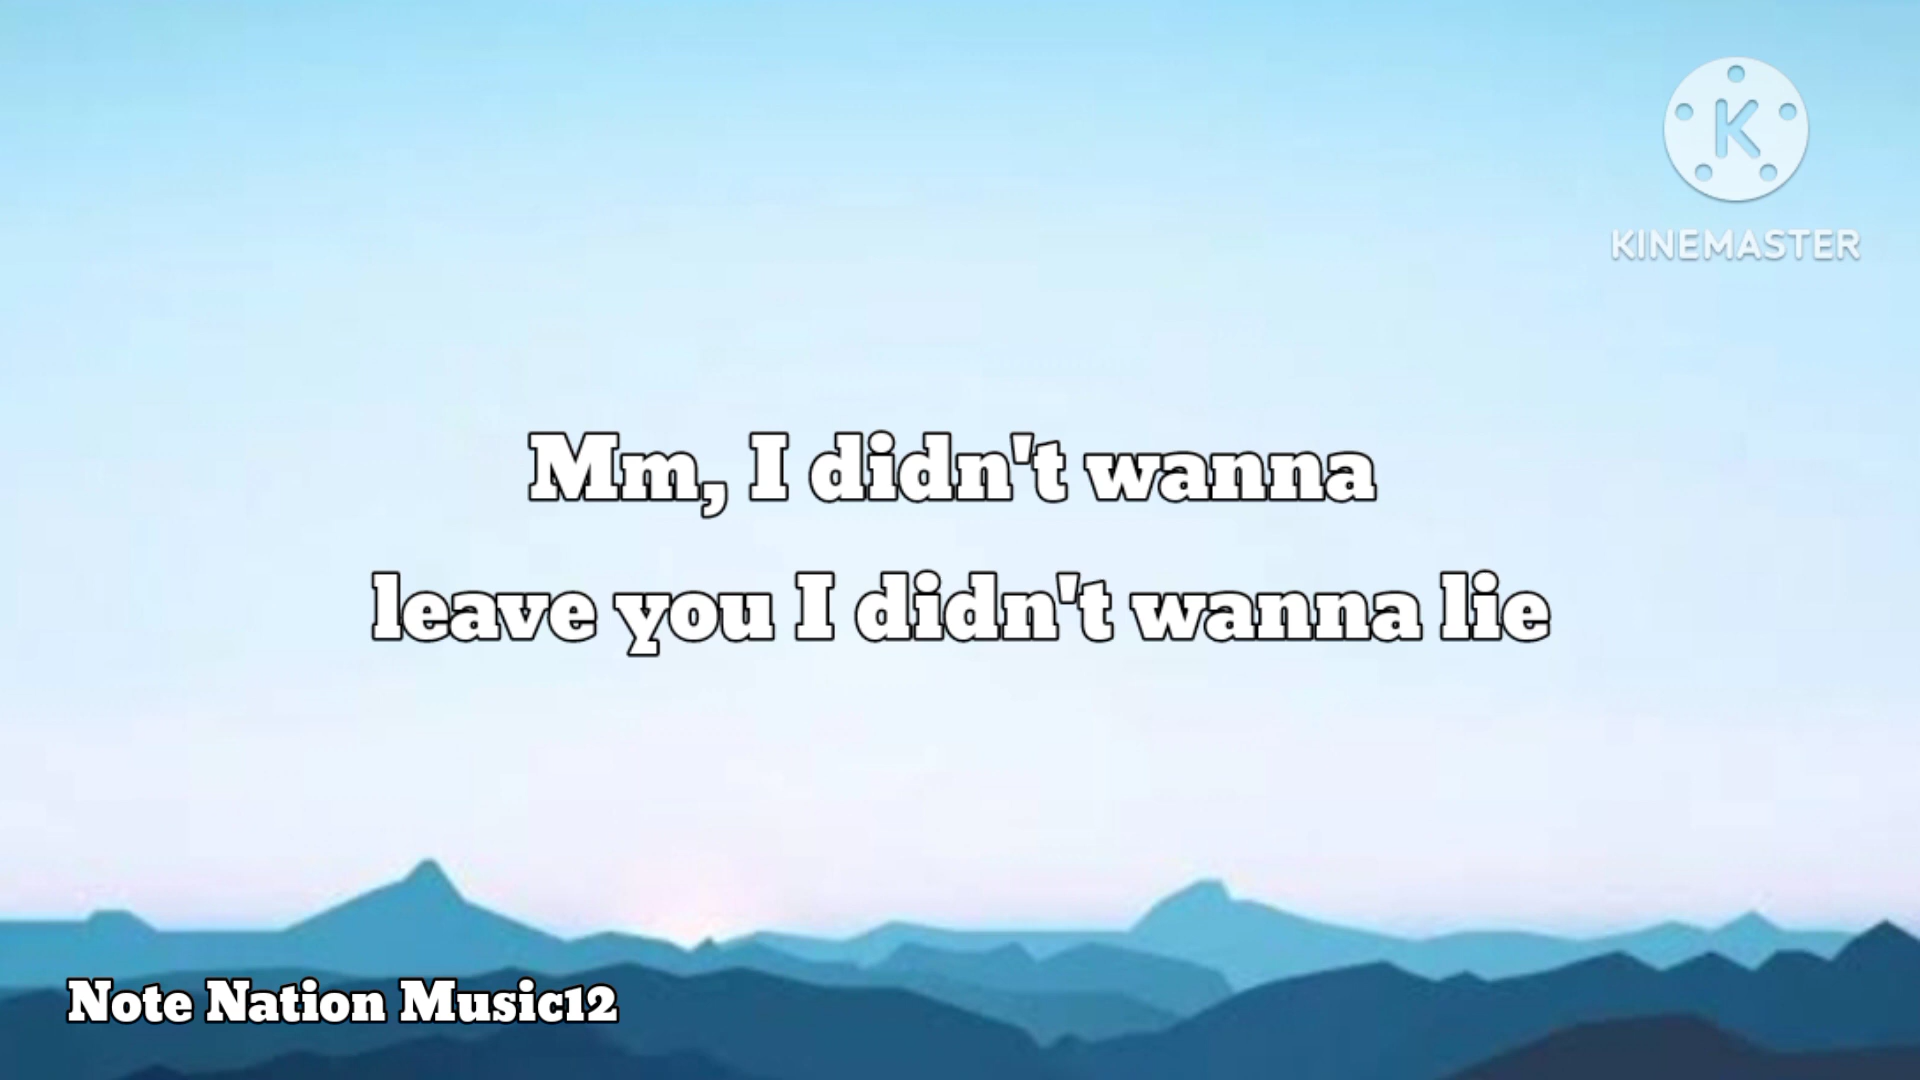 K
KINEMASTER
Mm, I didn't wanna
leave you I didn't wanna lie
Note Nation Music12